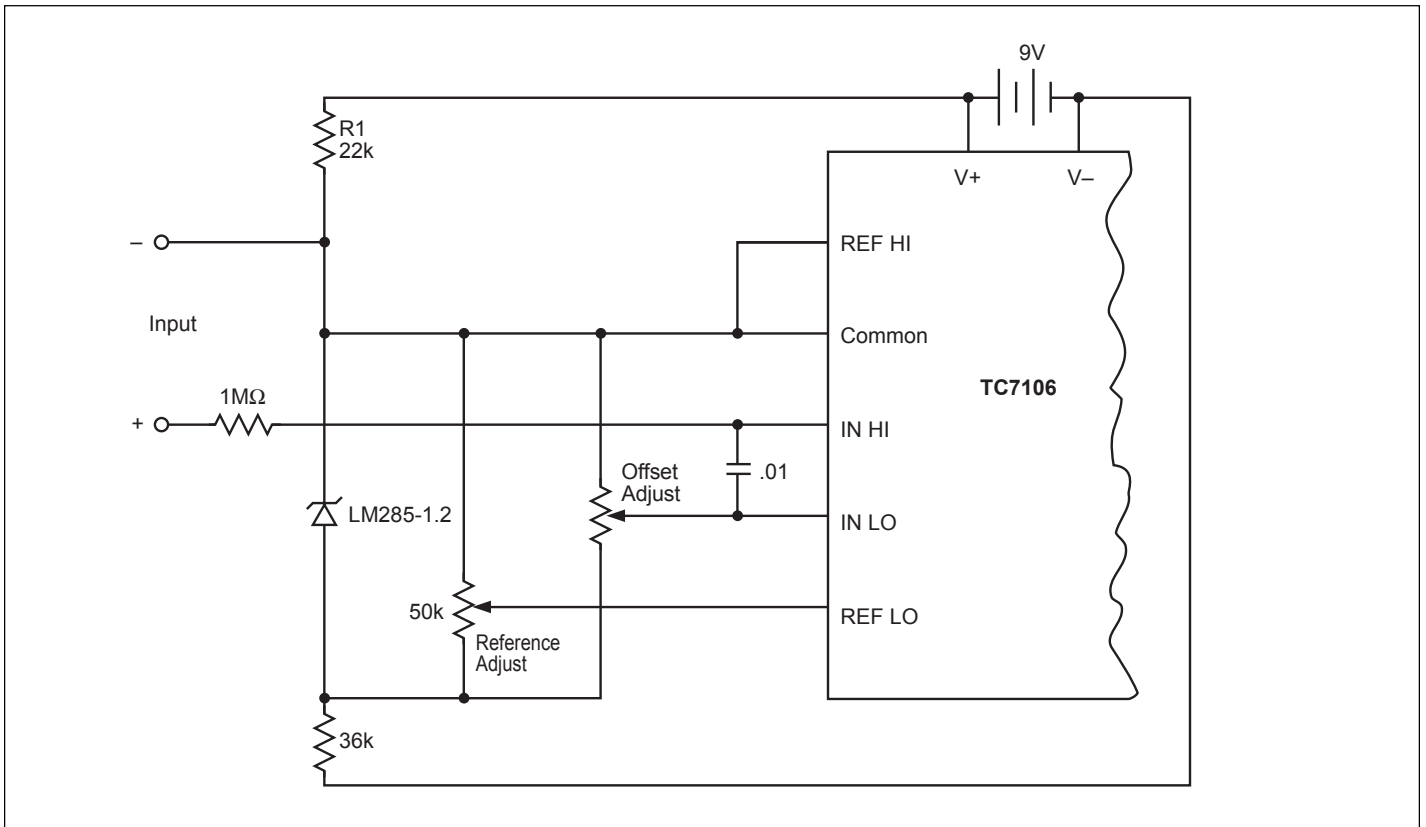 9V
R1
22k
V+
V–
–
REF HI
Input
Common
TC7106
1MΩ
+
IN HI
Offset
Adjust
.01
LM285-1.2
IN LO
50k
REF LO
Reference
Adjust
36k